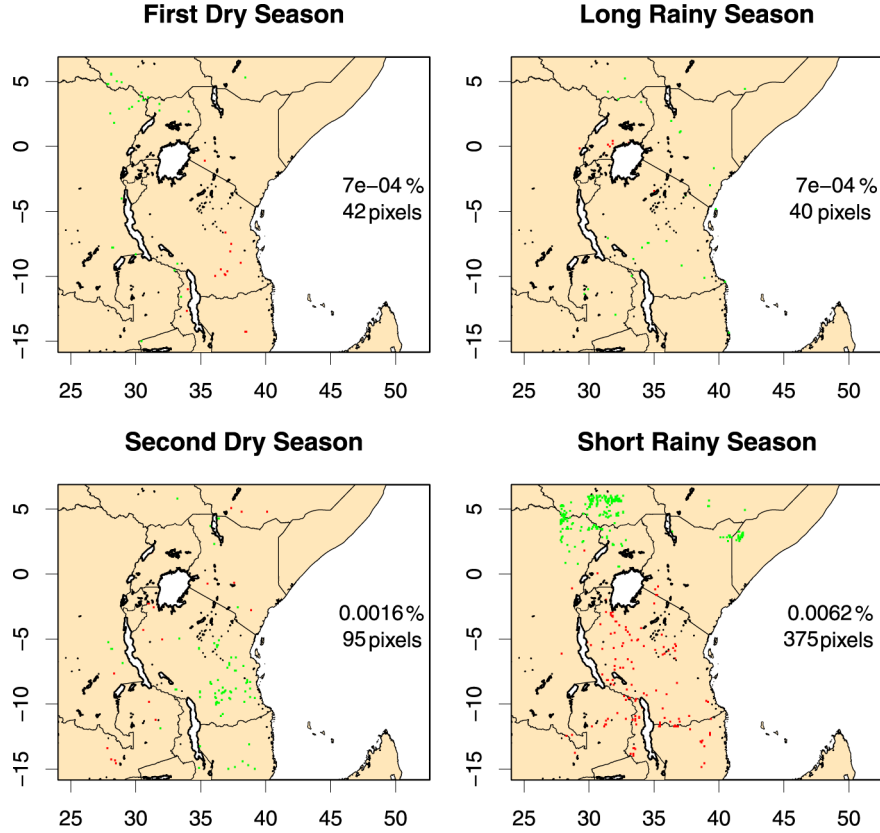 First Dry Season
Long Rainy Season
5
0
−5
−10
−15
7e−04 %
42 pixels
25 30 35 40 45 50
5
0
−5
−10
−15
7e−04 %
40 pixels
25 30 35 40 45 50
Second Dry Season
Short Rainy Season
5
0
−5
−10
−15
0.0016 %
95 pixels
25 30 35 40 45 50
5
0
−5
−10
−15
0.0062 %
375 pixels
25 30 35 40 45 50